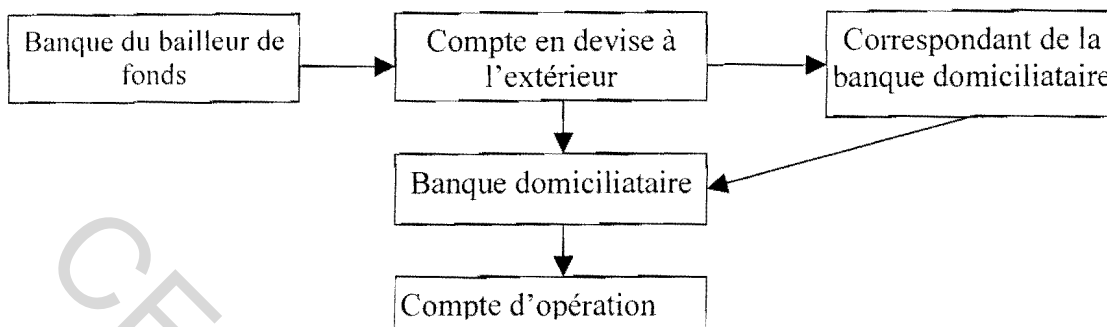 Banque du bailleur de
fonds
Compte en devise à
l'extérieur
Correspondant de la
banque domiciliataire
Banque domiciliataire
Compte d'opération